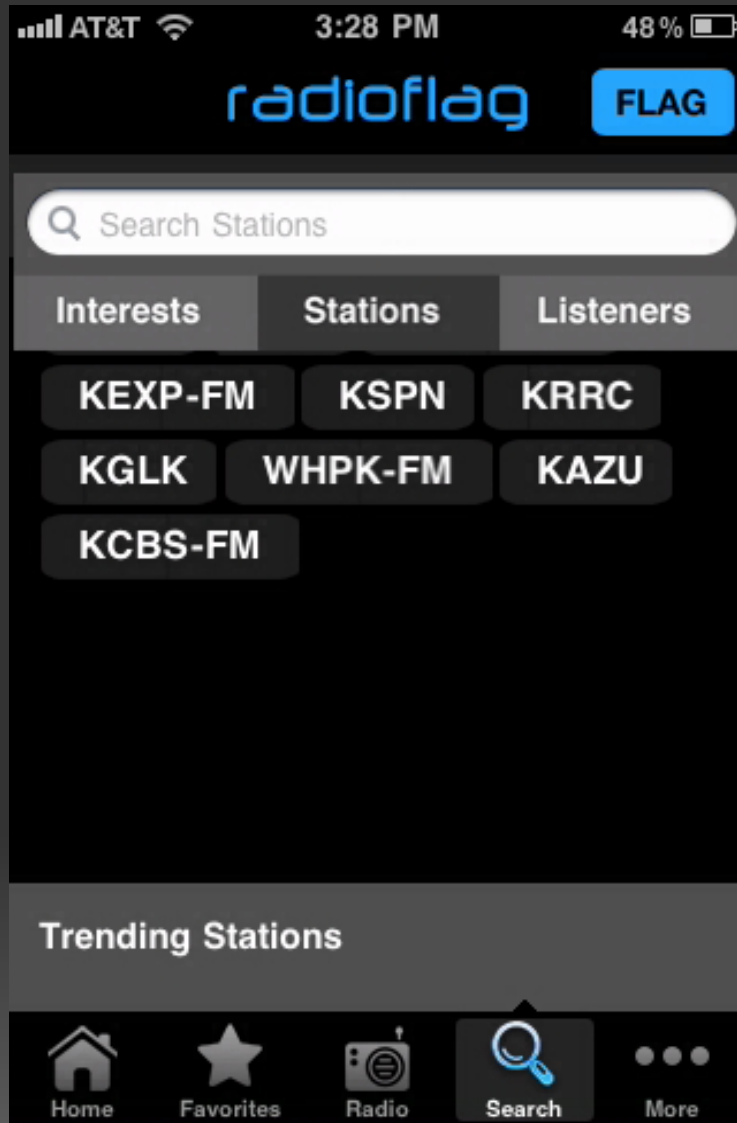 AT&T 3:28 PM 48%
radioflag FLAG
Search Stations
Interests Stations Listeners
KEXP-FM KSPN KRRC
KGLK WHPK-FM KAZU
KCBS-FM
Trending Stations
Home Favorites Radio Search More